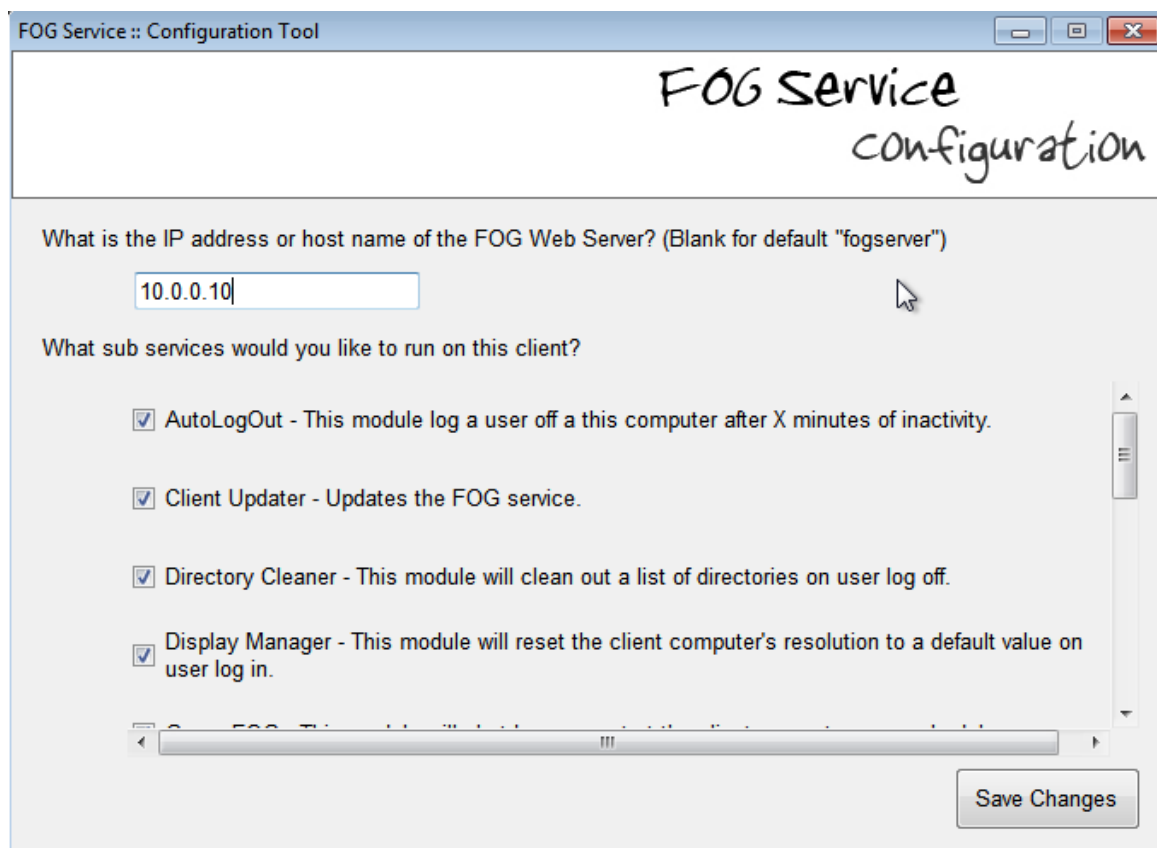 FOG Service :: Configuration Tool
FOG Service
configuration
What is the IP address or host name of the FOG Web Server? (Blank for default "fogserver")
10.0.0.10
What sub services would you like to run on this client?
AutoLogOut - This module log a user off a this computer after X minutes of inactivity.
Client Updater - Updates the FOG service.
Directory Cleaner - This module will clean out a list of directories on user log off.
Display Manager - This module will reset the client computer's resolution to a default value on
user log in.
Save Changes